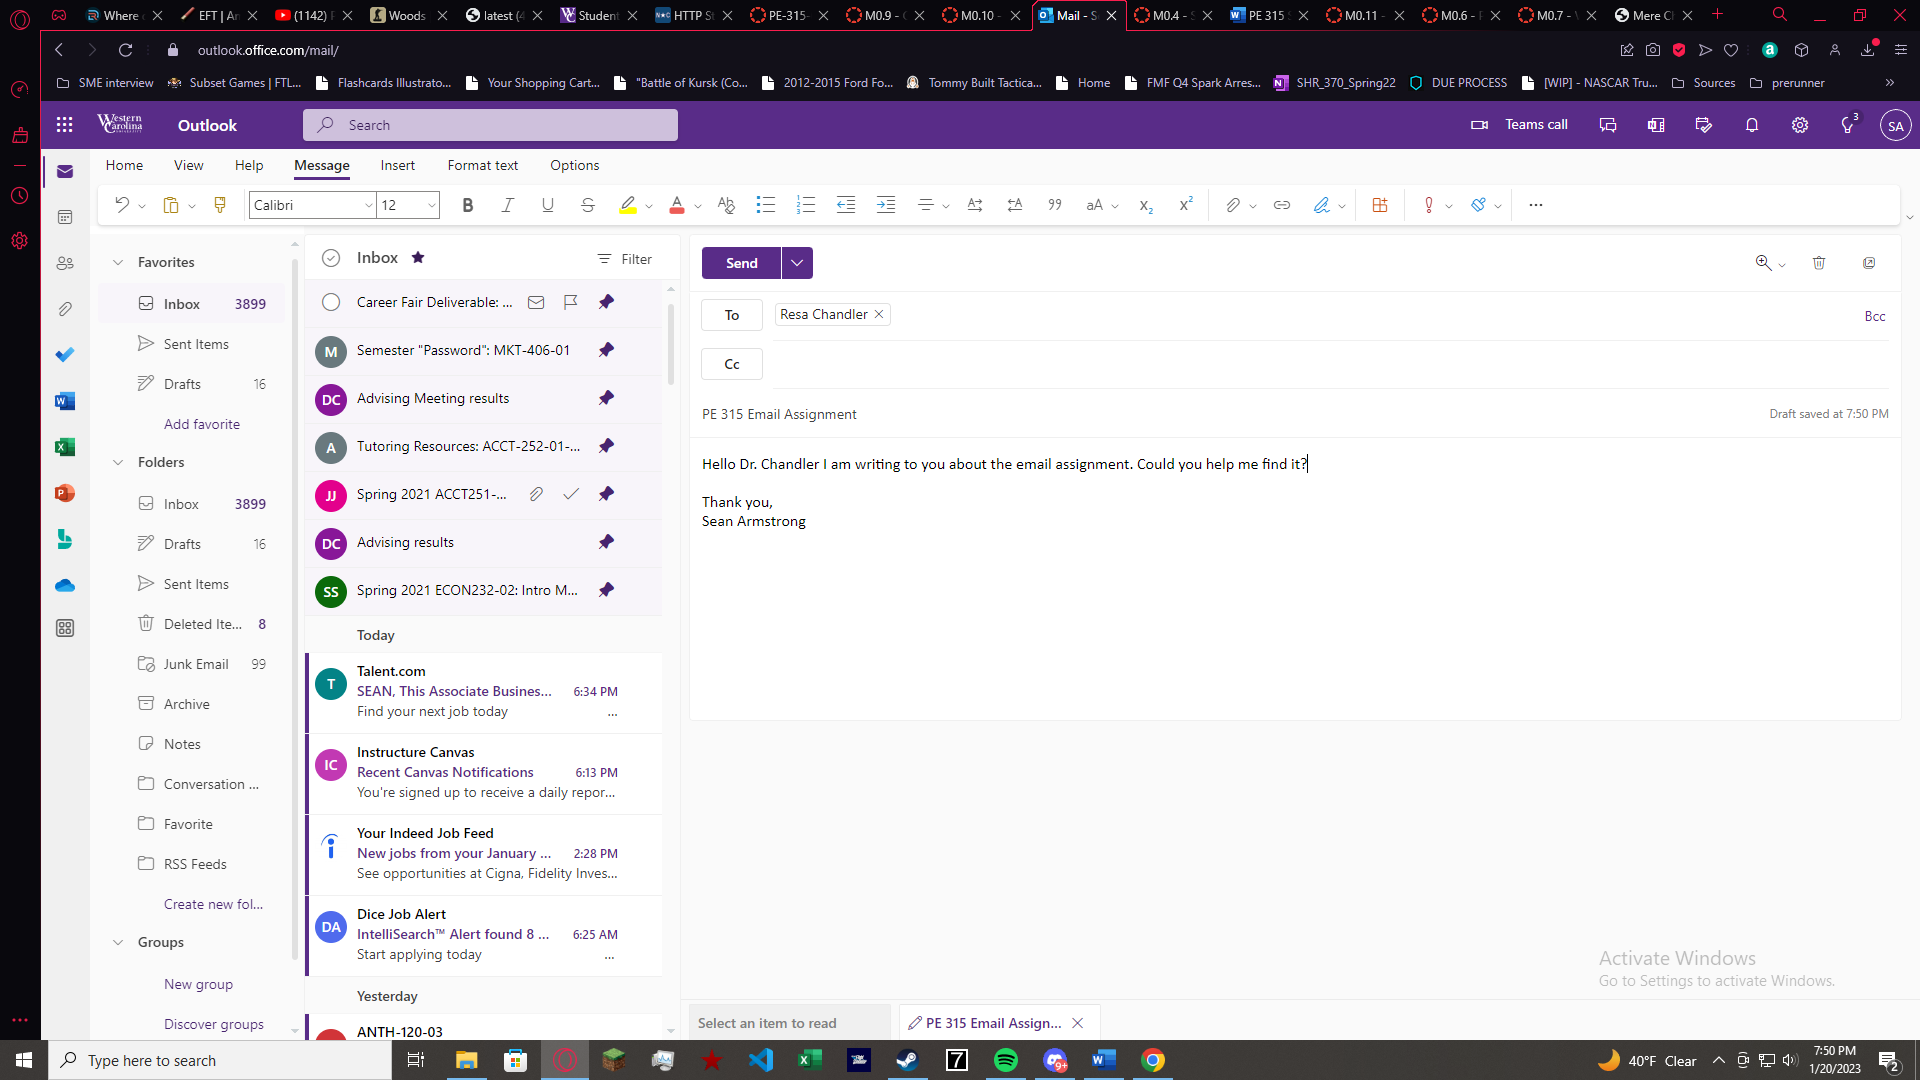 Where
EFT | An
(1142) F
Woods
latest (4
Student
HTTP St
PE-315-
M0.9 - C
M0.10 -
Mail - S
M0.4 - S
PE 315 S
M0.11 -
M0.6 - F
M0.7 - V
Mere Ch
outlook.office.com/mail/
SME interview
Subset Games | FTL...
Flashcards Illustrato...
Your Shopping Cart...
"Battle of Kursk (Co...
2012-2015 Ford Fo...
Tommy Built Tactica...
Home
FMF Q4 Spark Arres...
SHR_370_Spring22
DUE PROCESS
[WIP] - NASCAR Tru...
Sources
prerunner
Western Carolina
Outlook
Search
Teams call
3
SA
Home
View
Help
Message
Insert
Format text
Options
Calibri
12
Favorites
Inbox 3899
Sent Items
Drafts 16
Add favorite
Folders
Inbox 3899
Drafts 16
Sent Items
Deleted Ite... 8
Junk Email 99
Archive
Notes
Conversation ...
Favorite
RSS Feeds
Create new fol...
Groups
New group
Discover groups
Inbox
Filter
Career Fair Deliverable: ...
M Semester "Password": MKT-406-01
DC Advising Meeting results
A Tutoring Resources: ACCT-252-01-...
JJ Spring 2021 ACCT251-...
DC Advising results
SS Spring 2021 ECON232-02: Intro M...
Today
T Talent.com
SEAN, This Associate Busines... 6:34 PM
Find your next job today ...
IC Instructure Canvas
Recent Canvas Notifications 6:13 PM
You're signed up to receive a daily repor...
Your Indeed Job Feed
New jobs from your January ... 2:28 PM
See opportunities at Cigna, Fidelity Inves...
DA Dice Job Alert
IntelliSearch™ Alert found 8 ... 6:25 AM
Start applying today ...
Yesterday
ANTH-120-03
Send
To Resa Chandler Bcc
Cc
PE 315 Email Assignment Draft saved at 7:50 PM
Hello Dr. Chandler I am writing to you about the email assignment. Could you help me find it?
Thank you,
Sean Armstrong
Activate Windows
Go to Settings to activate Windows.
Select an item to read
PE 315 Email Assign...
Type here to search
7
9+
40°F Clear
7:50 PM
1/20/2023
2